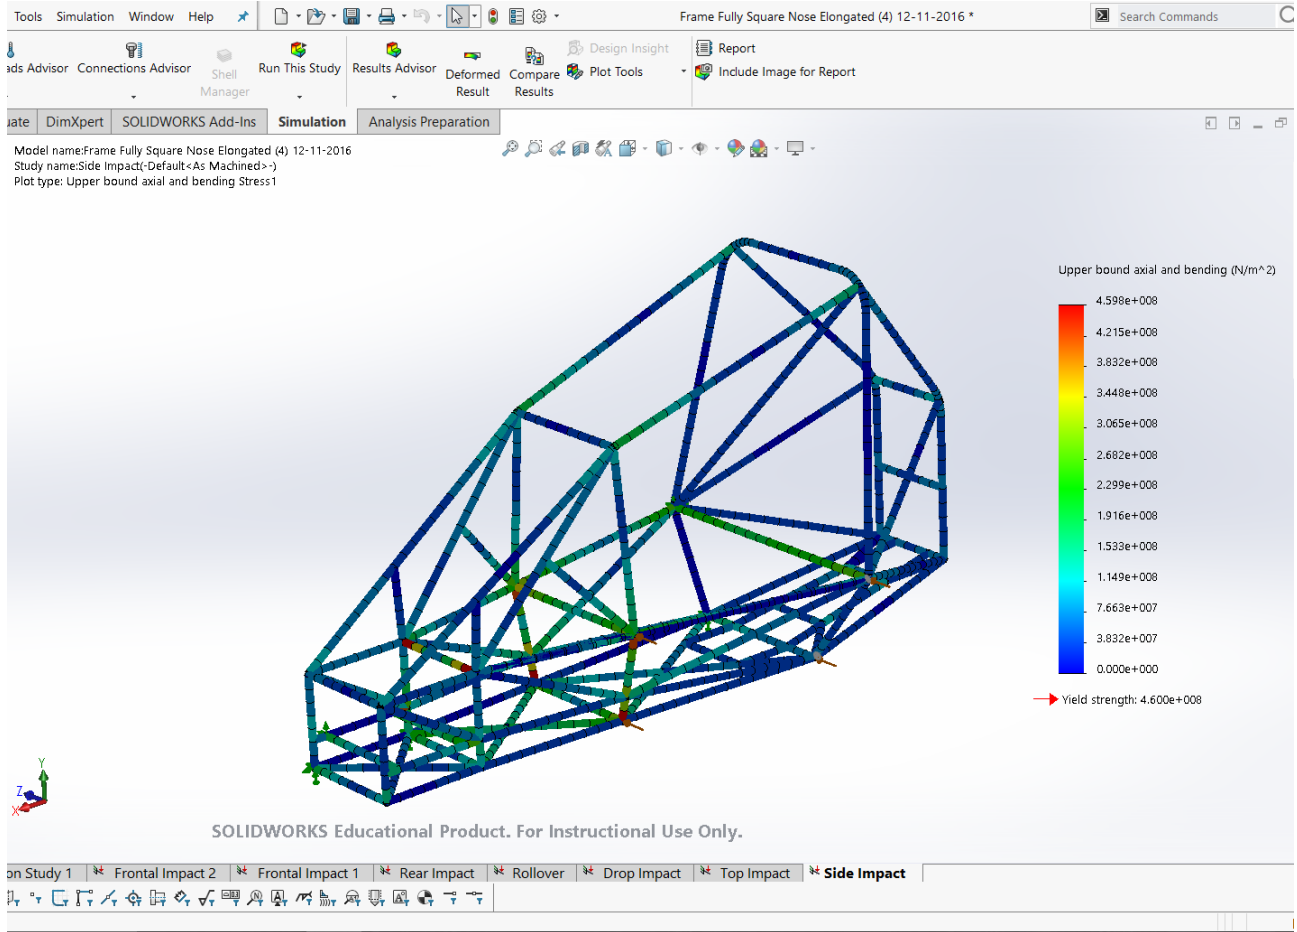 Tools Simulation Window Help Frame Fully Square Nose Elongated (4) 12-11-2016 * Search Commands
ads Advisor Connections Advisor Shell Manager Run This Study Results Advisor Deformed Result Compare Results Design Insight Plot Tools Report Include Image for Report
uate DimXpert SOLIDWORKS Add-Ins Simulation Analysis Preparation
Model name:Frame Fully Square Nose Elongated (4) 12-11-2016
Study name:Side Impact(-Default<As Machined>-)
Plot type: Upper bound axial and bending Stress1
Upper bound axial and bending (N/m^2)
4.598e+008
4.215e+008
3.832e+008
3.448e+008
3.065e+008
2.682e+008
2.299e+008
1.916e+008
1.533e+008
1.149e+008
7.663e+007
3.832e+007
0.000e+000
Yield strength: 4.600e+008
Y
Z
X
SOLIDWORKS Educational Product. For Instructional Use Only.
on Study 1 Frontal Impact 2 Frontal Impact 1 Rear Impact Rollover Drop Impact Top Impact Side Impact